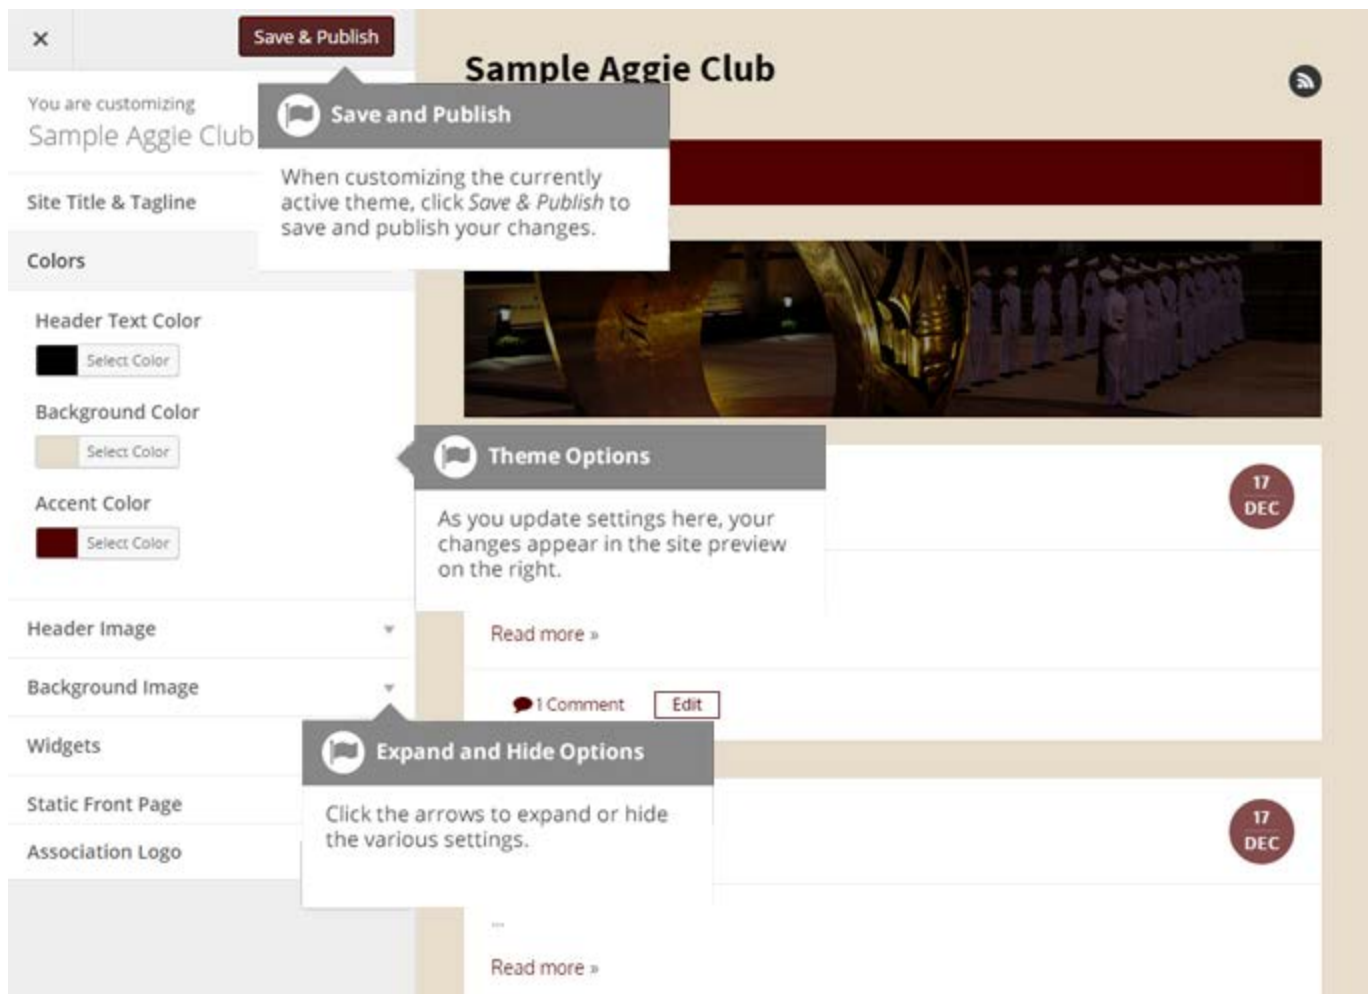 Save & Publish
You are customizing
Sample Aggie Club
Site Title & Tagline
Colors
Header Text Color
Select Color
Background Color
Select Color
Accent Color
Select Color
Header Image
Background Image
Widgets
Static Front Page
Association Logo
Save and Publish
When customizing the currently
active theme, click Save & Publish to
save and publish your changes.
Theme Options
As you update settings here, your
changes appear in the site preview
on the right.
Expand and Hide Options
Click the arrows to expand or hide
the various settings.
Sample Aggie Club
17
DEC
Read more »
1 Comment
Edit
17
DEC
...
Read more »